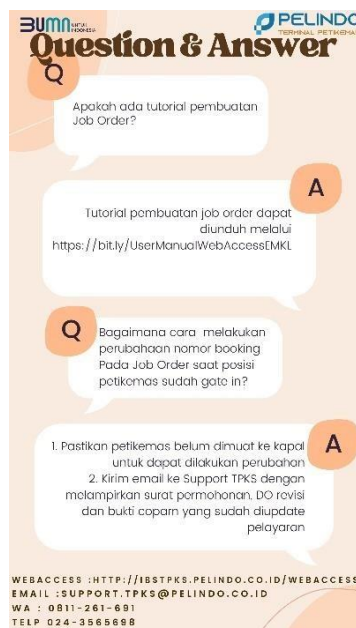 BUMN UNTUK INDONESIA
PELINDO
TERMINAL PETIKEMAS
Question & Answer
Q
Apakah ada tutorial pembuatan
Job Order?
A
Tutorial pembuatan job order dapat
diunduh melalui
https://bit.ly/UserManualWebAccessEMKL
Q
Bagaimana cara melakukan
perubahaan nomor booking
Pada Job Order saat posisi
petikemas sudah gate in?
A
1. Pastikan petikemas belum dimuat ke kapal
untuk dapat dilakukan perubahan
2. Kirim email ke Support TPKS dengan
melampirkan surat permohonan, DO revisi
dan bukti coparn yang sudah diupdate
pelayaran
WEBACCESS :HTTP://IBSTPKS.PELINDO.CO.ID/WEBACCESS
EMAIL :SUPPORT.TPKS@PELINDO.CO.ID
WA : 0811-261-691
TELP 024-3565698